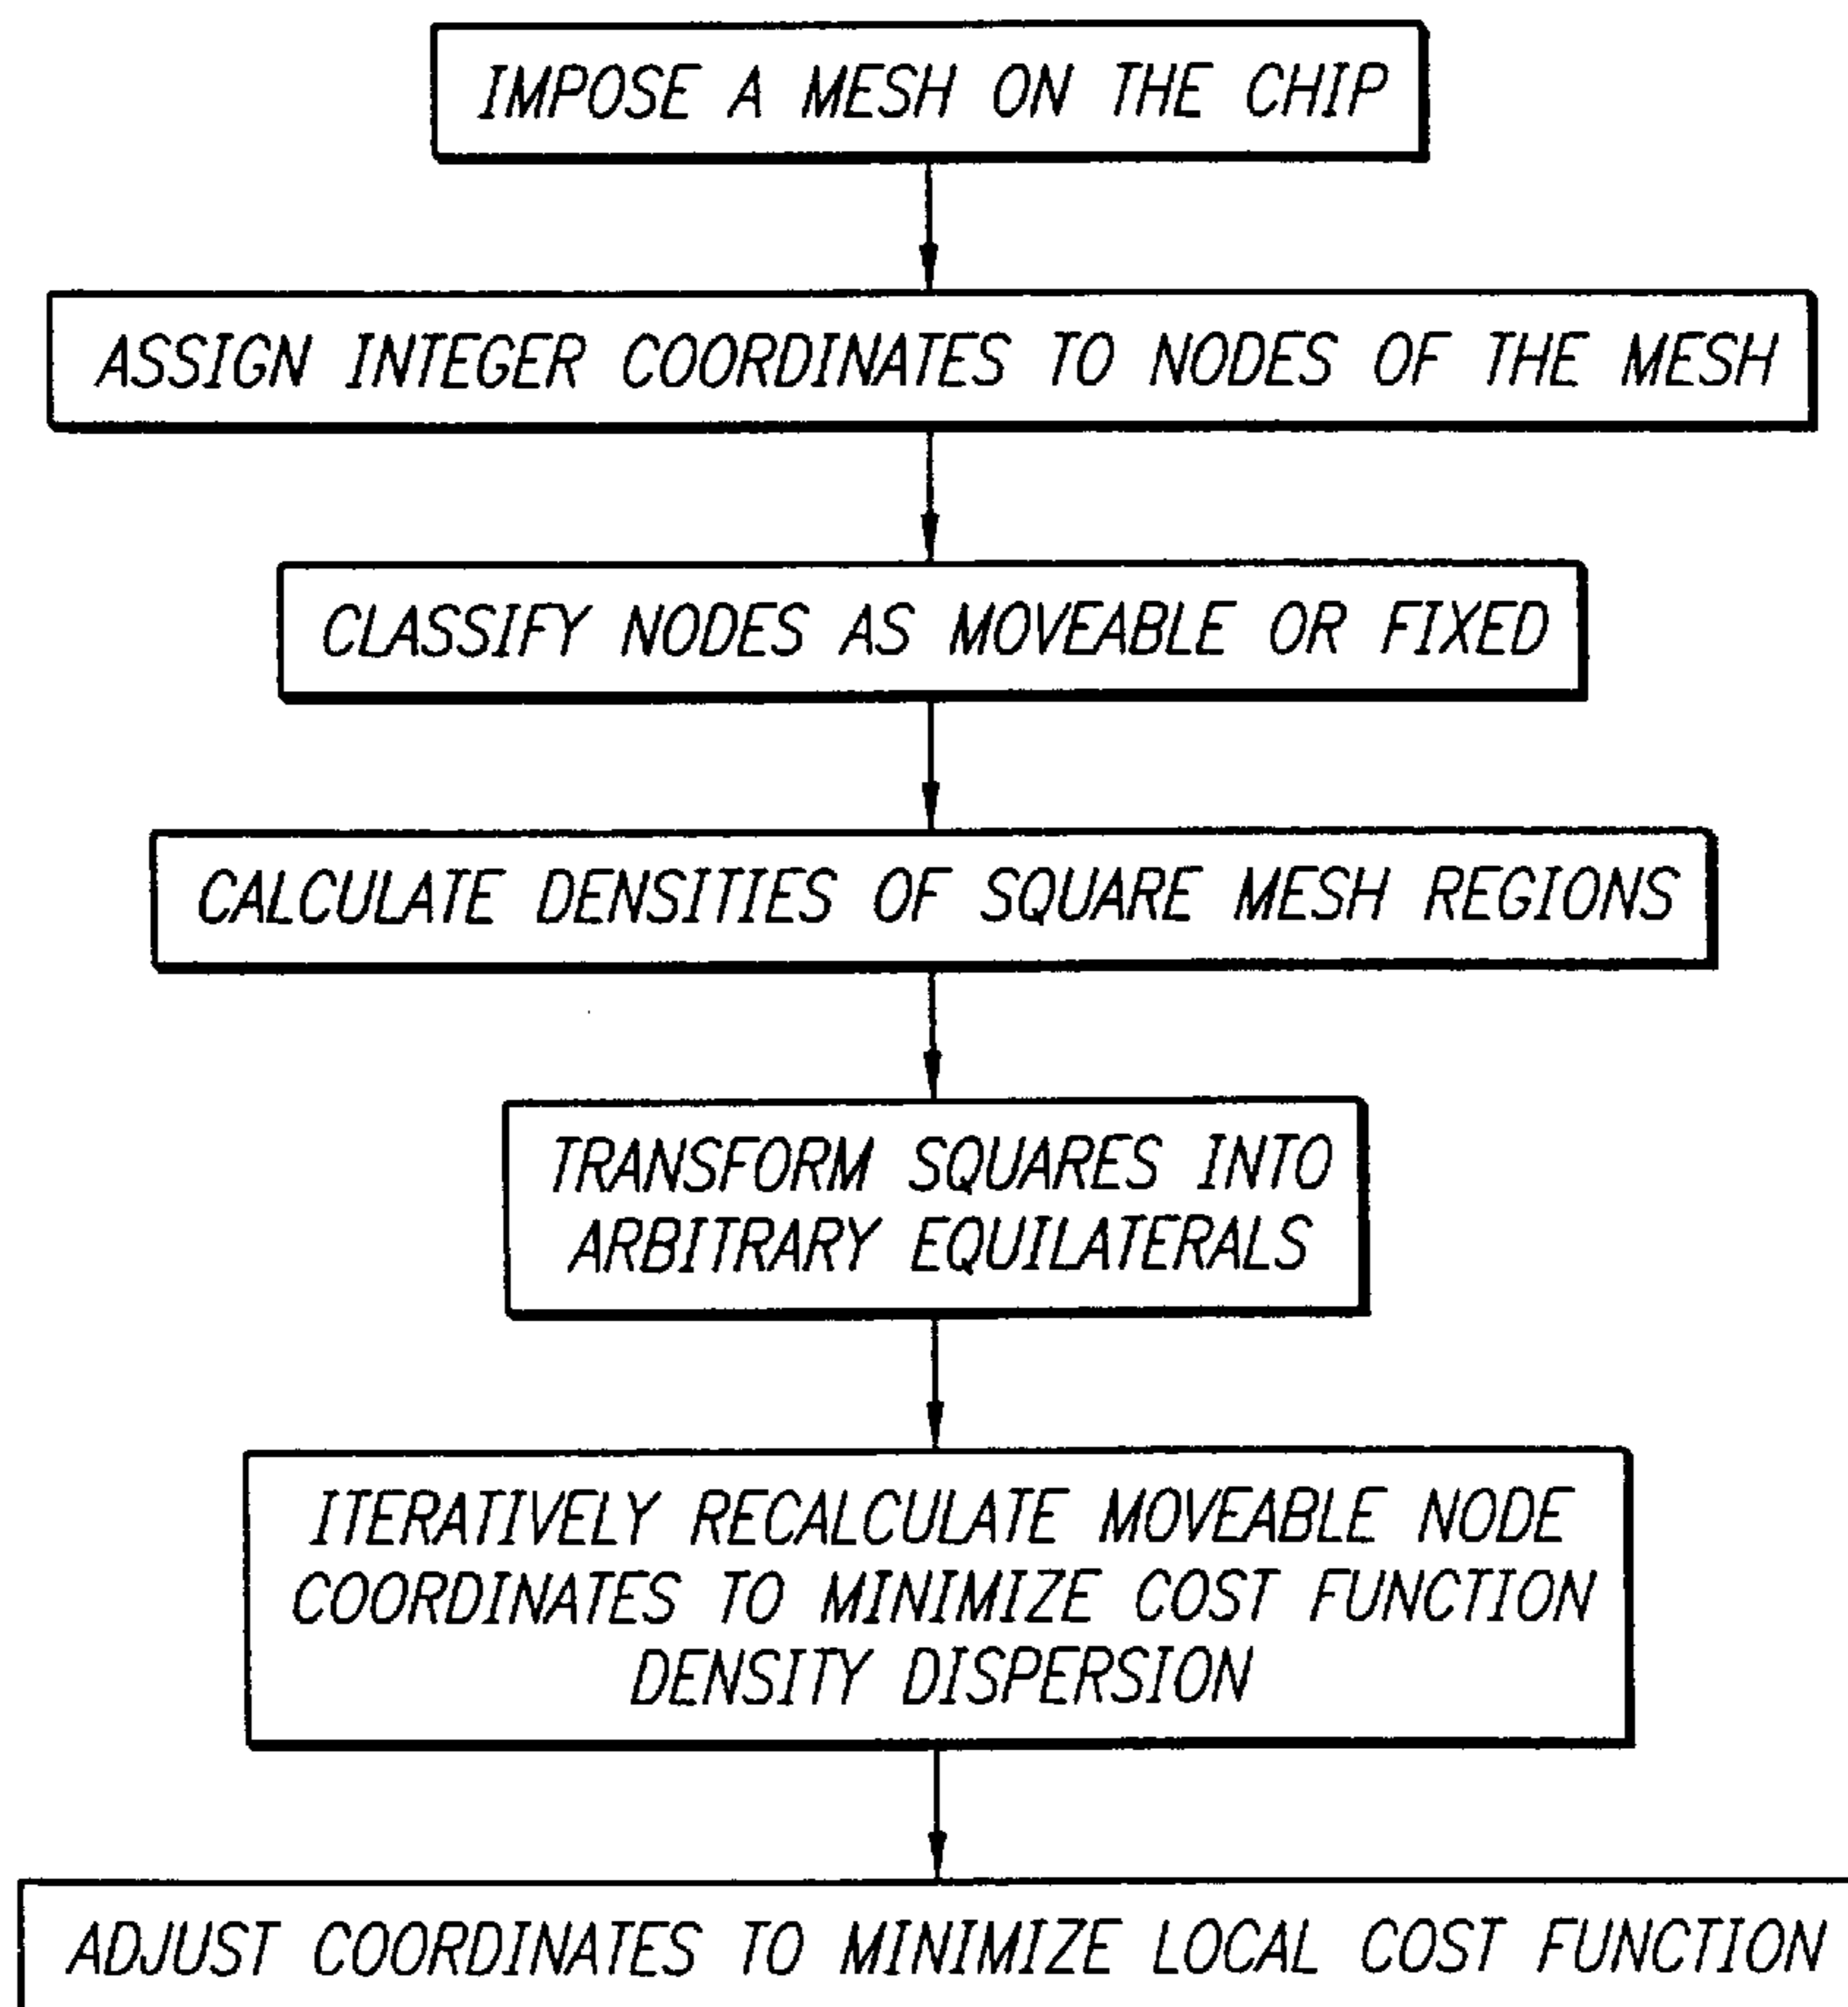 IMPOSE A MESH ON THE CHIP
ASSIGN INTEGER COORDINATES TO NODES OF THE MESH
CLASSIFY NODES AS MOVEABLE OR FIXED
CALCULATE DENSITIES OF SQUARE MESH REGIONS
TRANSFORM SQUARES INTO
ARBITRARY EQUILATERALS
ITERATIVELY RECALCULATE MOVEABLE NODE
COORDINATES TO MINIMIZE COST FUNCTION
DENSITY DISPERSION
ADJUST COORDINATES TO MINIMIZE LOCAL COST FUNCTION